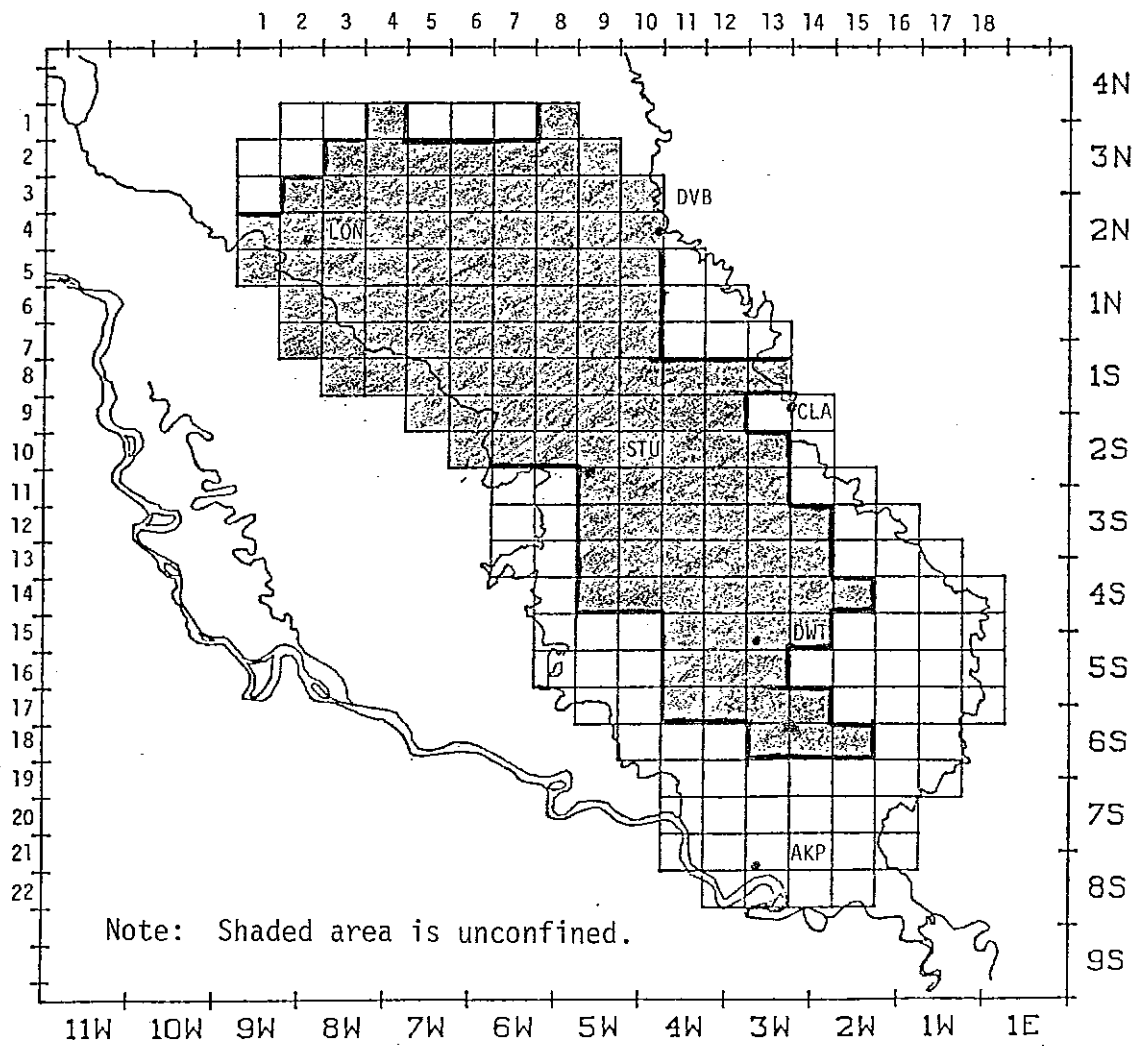 1 2 3 4 5 6 7 8 9 10 11 12 13 14 15 16 17 18
4N
1
2 3N
3 DVB
4 LON 2N
5
6 1N
7
8 1S
9 CLA
10 STU 2S
11
12 3S
13
14 4S
15 DWT
16 5S
17
18 6S
19
20 7S
21 AKP
22 8S
Note: Shaded area is unconfined.
9S
11W 10W 9W 8W 7W 6W 5W 4W 3W 2W 1W 1E